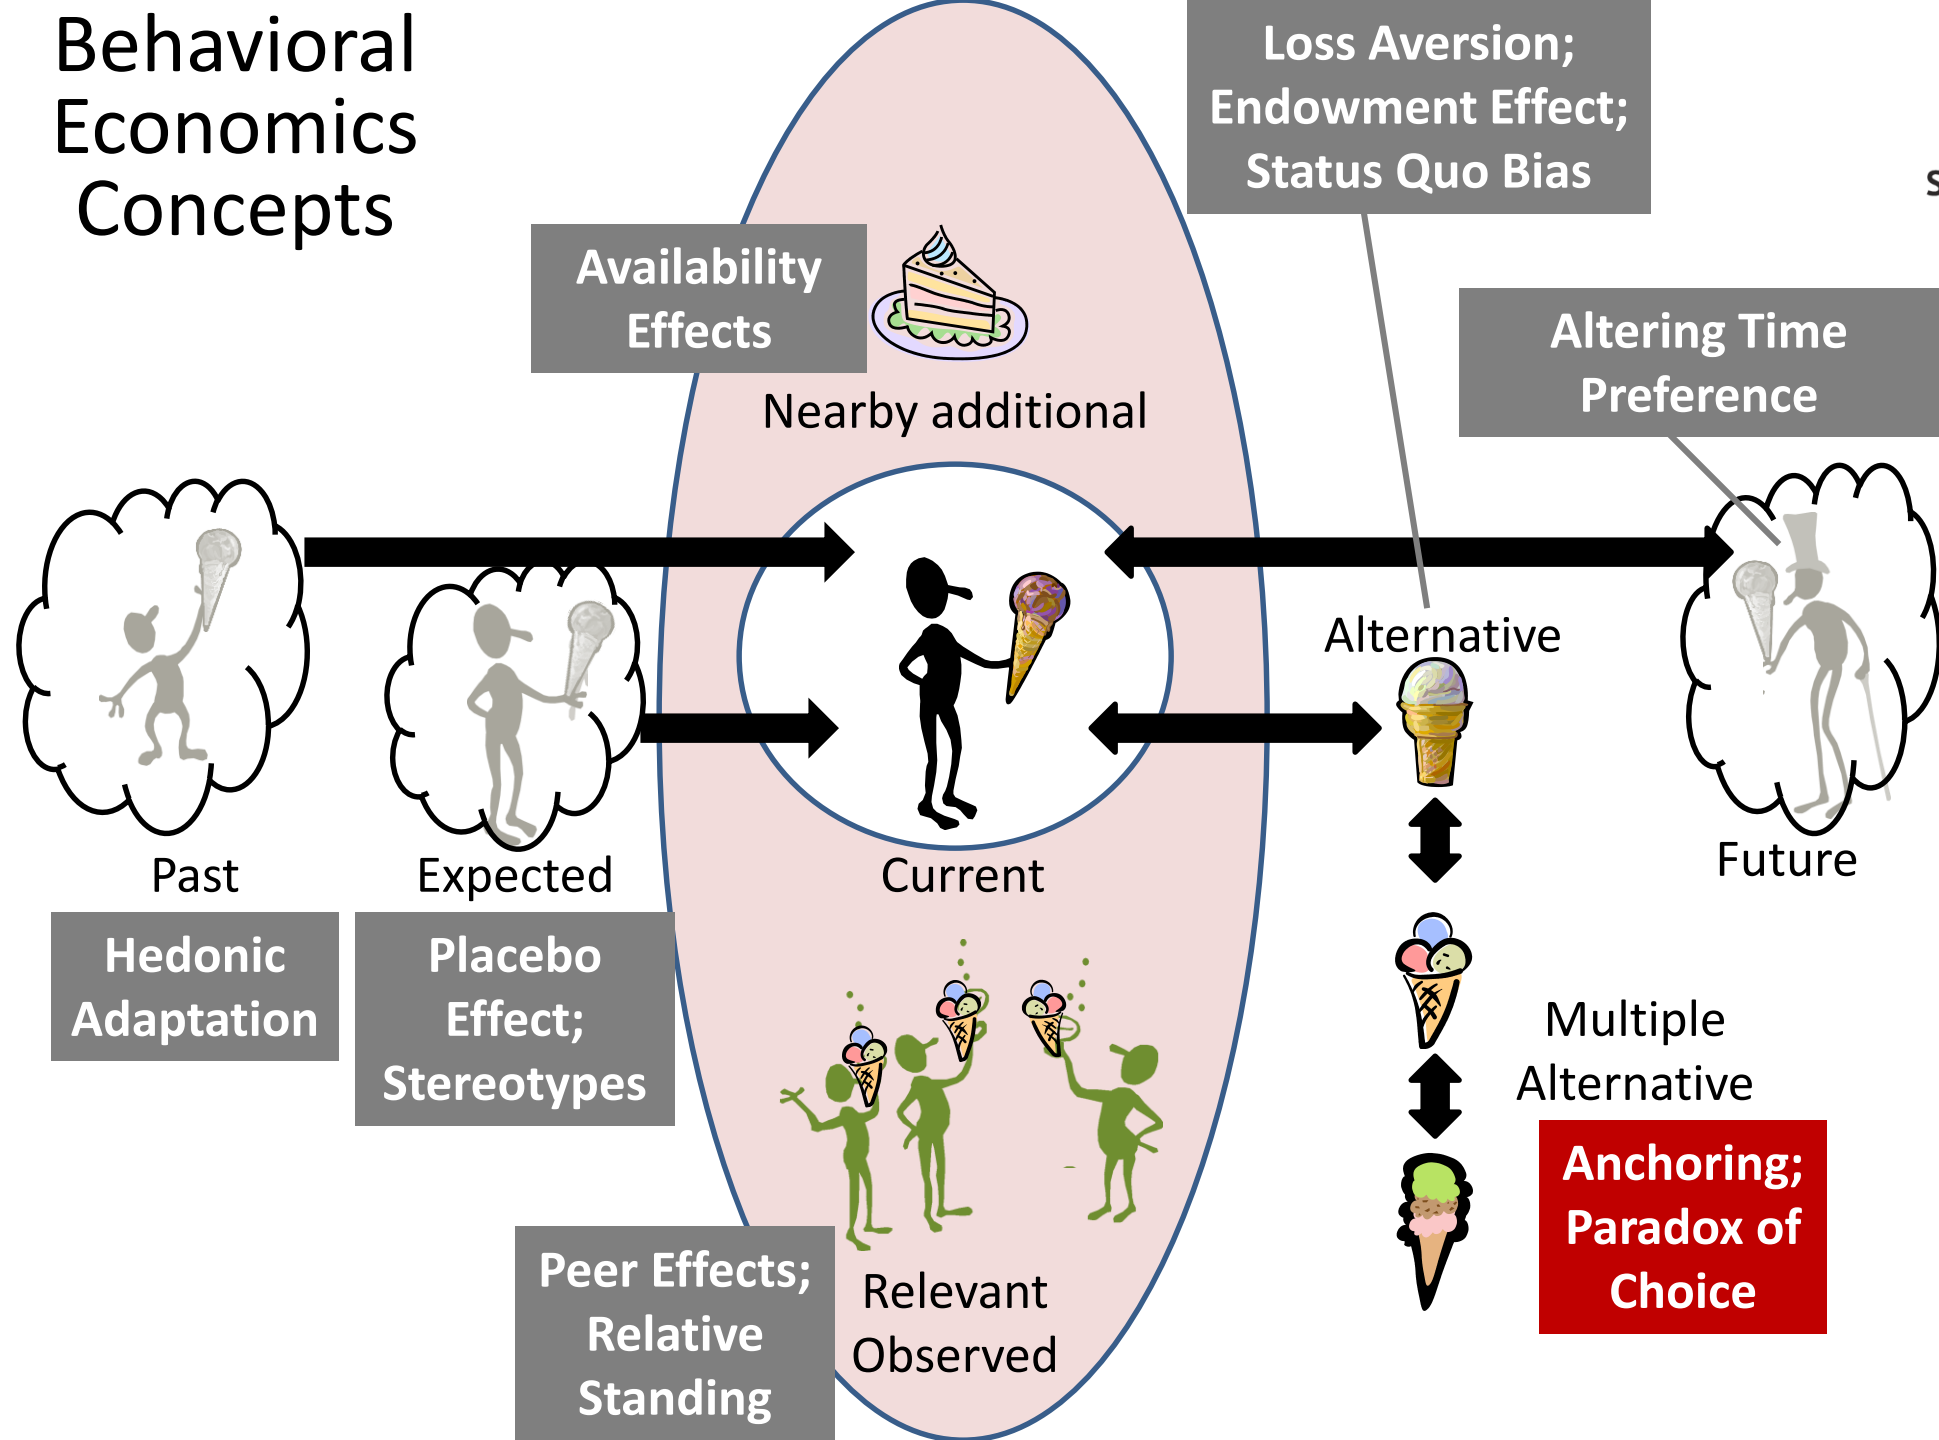 Behavioral
Economics
Concepts
Loss Aversion;
Endowment Effect;
Status Quo Bias
Availability
Effects
Altering Time
Preference
Nearby additional
Alternative
Past
Expected
Current
Future
Hedonic
Adaptation
Placebo
Effect;
Stereotypes
Multiple
Alternative
Anchoring;
Paradox of
Choice
Peer Effects;
Relative
Standing
Relevant
Observed